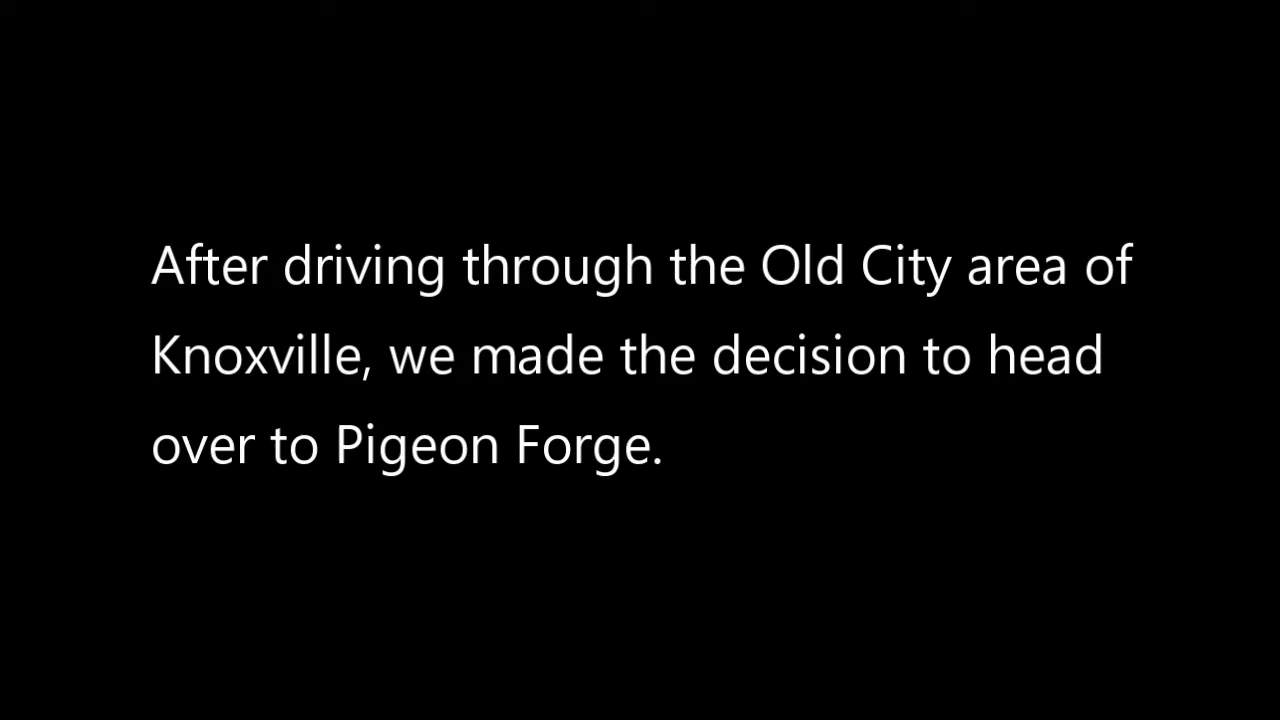 After driving through the Old City area of
Knoxville, we made the decision to head
over to Pigeon Forge.